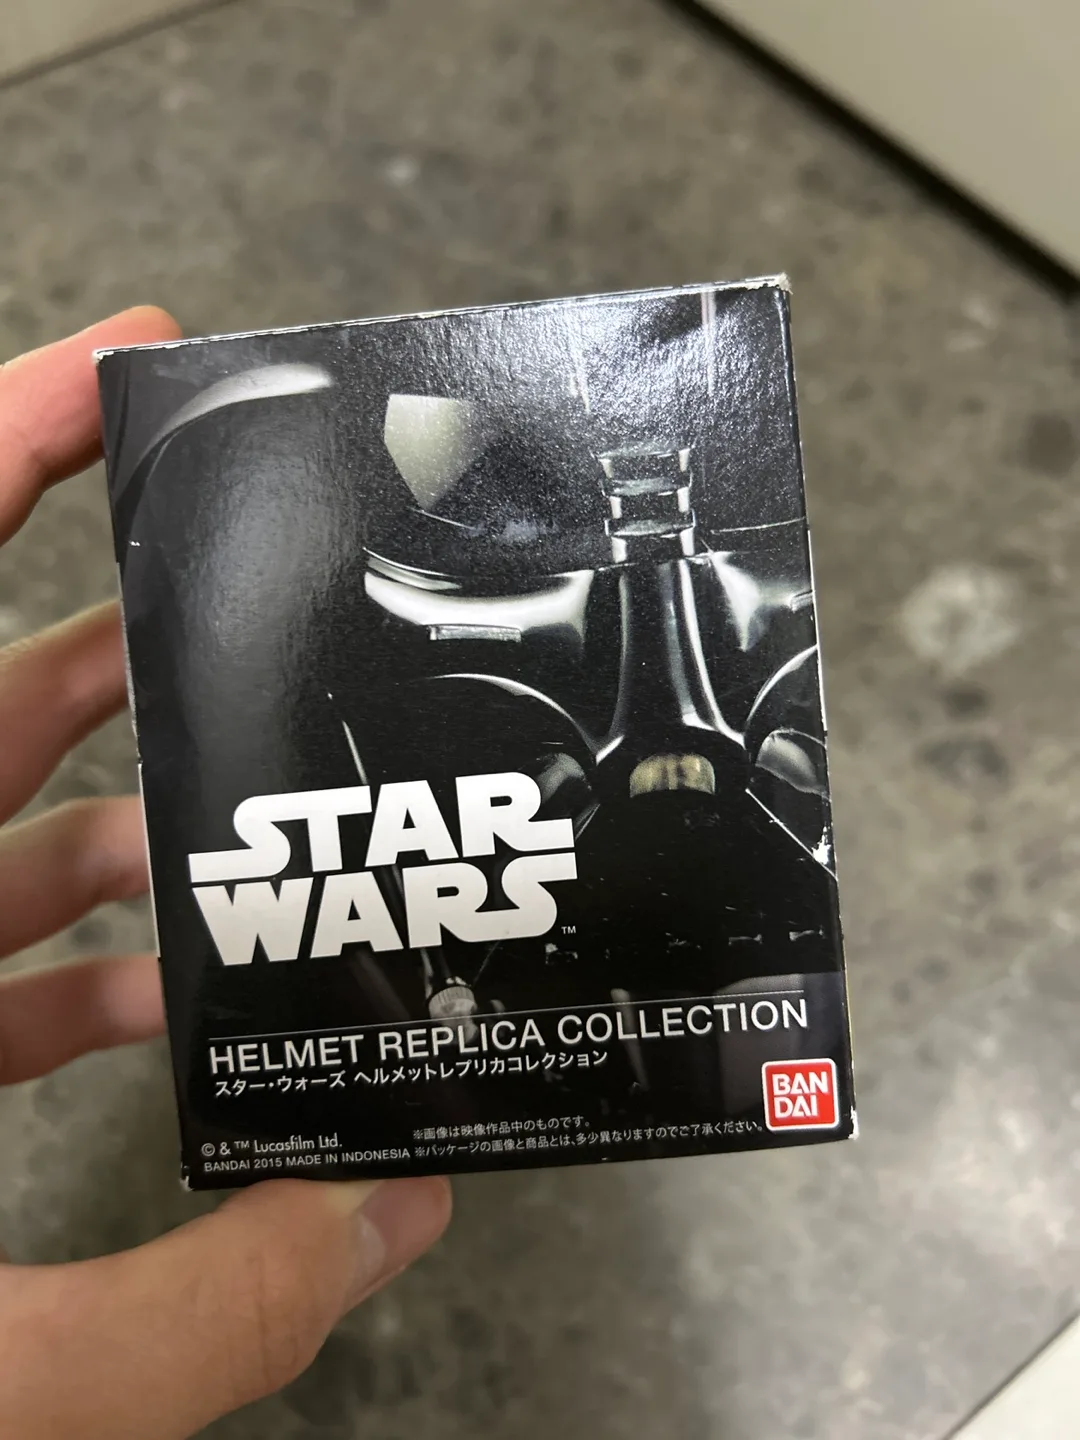 STAR
WARS™
HELMET REPLICA COLLECTION
スター・ウォーズ ヘルメットレプリカコレクション
BAN
DAI
© & ™ Lucasfilm Ltd.
※画像は映像作品中のものです。
BANDAI 2015 MADE IN INDONESIA ※パッケージの画像と商品とは、多少異なりますのでご了承ください。